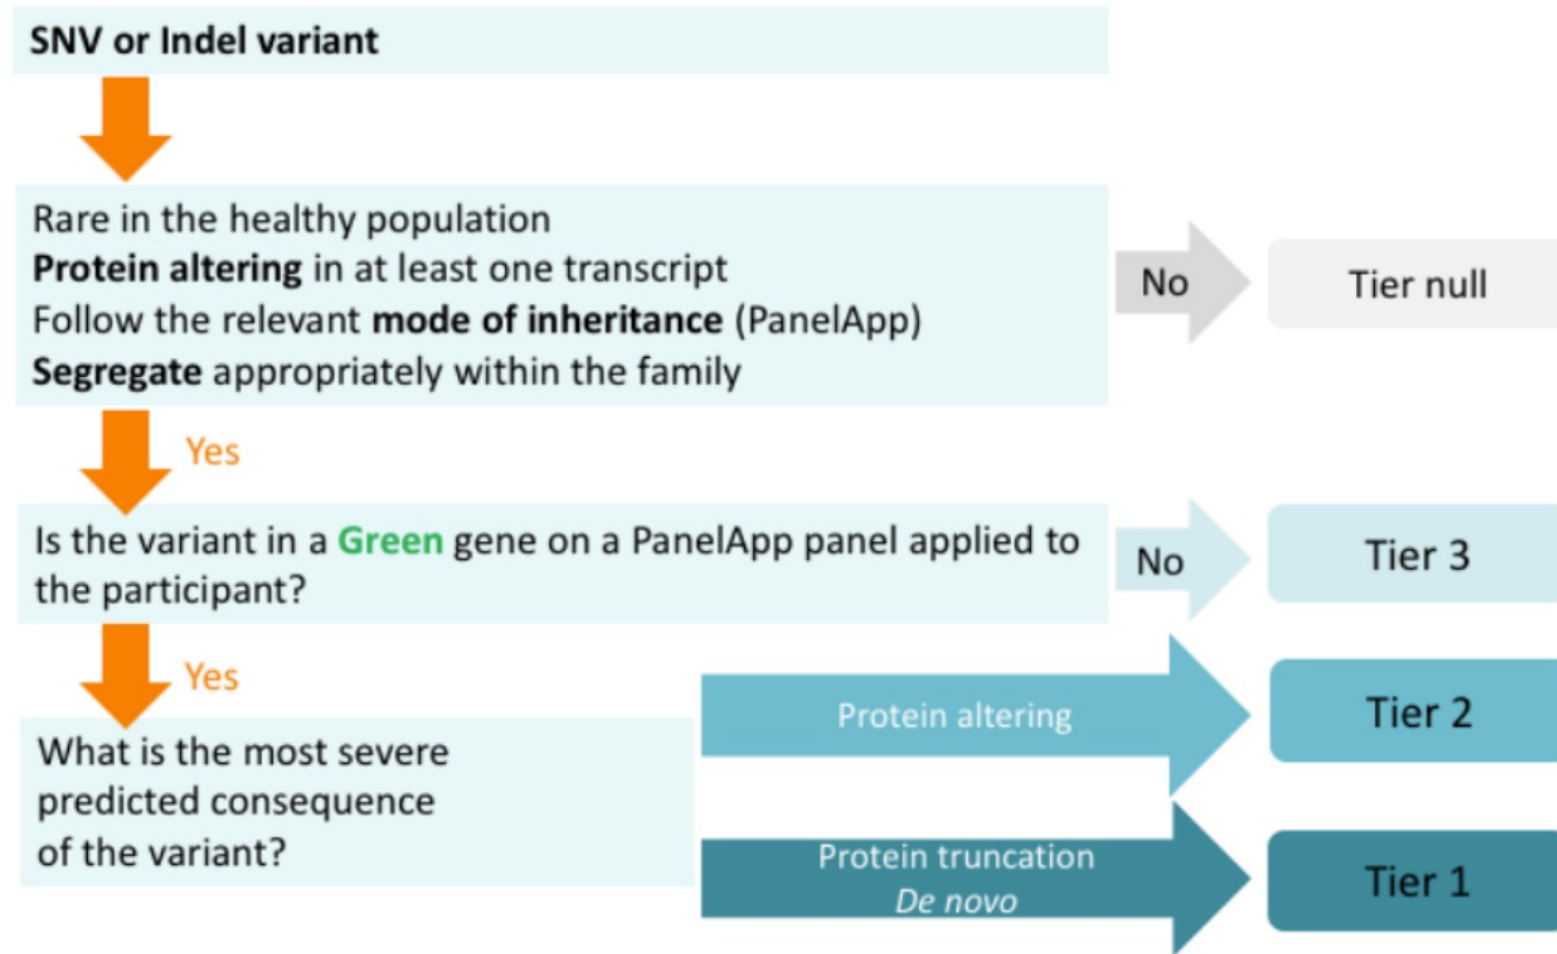 SNV or Indel variant
Rare in the healthy population
Protein altering in at least one transcript
Follow the relevant mode of inheritance (PanelApp)
Segregate appropriately within the family
No
Tier null
Yes
Is the variant in a Green gene on a PanelApp panel applied to
the participant?
No
Tier 3
Yes
What is the most severe
predicted consequence
of the variant?
Protein altering
Tier 2
Protein truncation
De novo
Tier 1